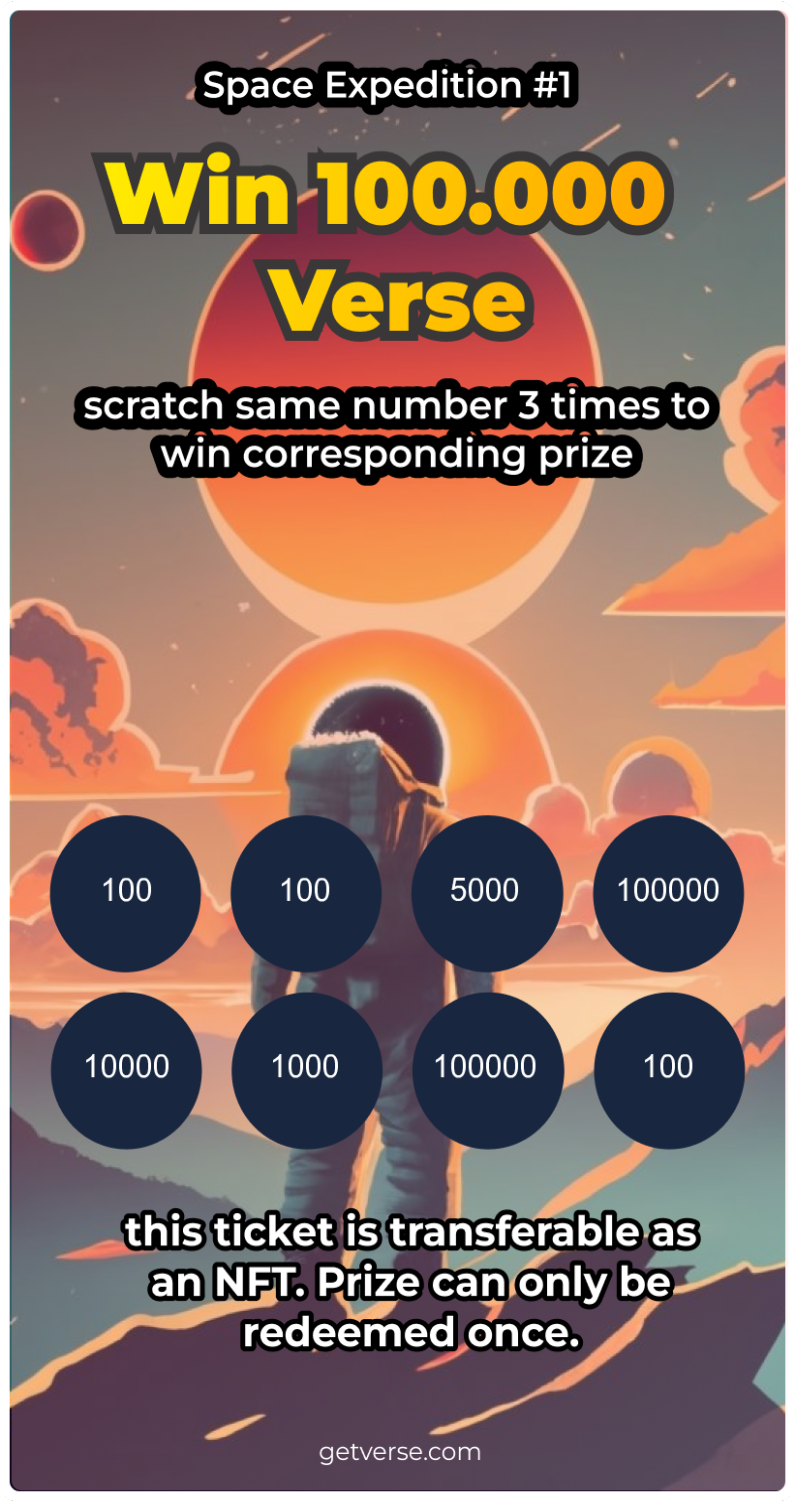 Space Expedition #1
Win 100.000
Verse
scratch same number 3 times to
win corresponding prize
100 100 5000 100000
10000 1000 100000 100
this ticket is transferable as
an NFT. Prize can only be
redeemed once.
getverse.com